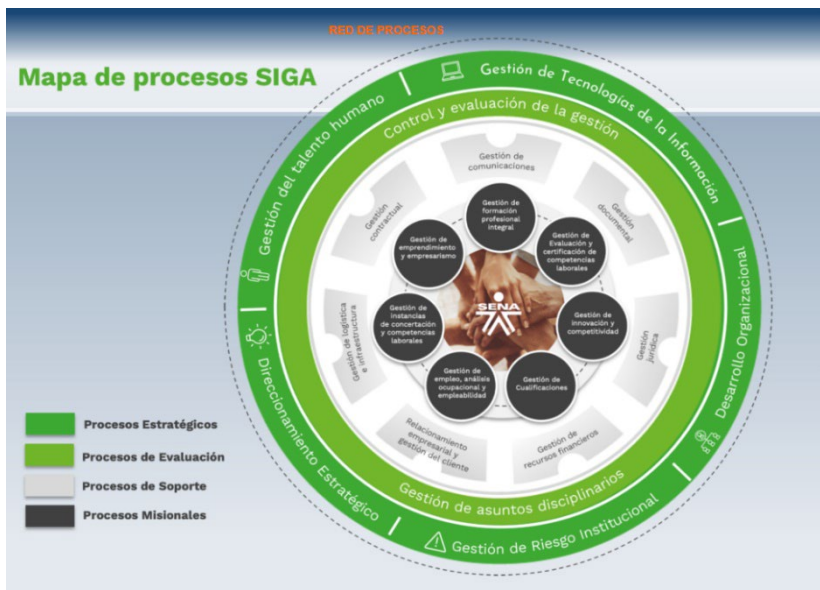 RED DE PROCESOS
Mapa de procesos SIGA
Gestión del talento humano
Gestión de Tecnologías de la Información
Desarrollo Organizacional
Gestión de Riesgo Institucional
Direccionamiento Estratégico
Control y evaluación de la gestión
Gestión de asuntos disciplinarios
Gestión de
comunicaciones
Gestión
documental
Gestión
jurídica
Gestión de
recursos financieros
Relacionamiento
empresarial y
gestión del cliente
Gestión de logística
e infraestructura
Gestión
contractual
Gestión de
formación
profesional
integral
Gestión de
Evaluación y
certificación de
competencias
laborales
Gestión de
innovación y
competitividad
Gestión de
Cualificaciones
Gestión de
empleo, análisis
ocupacional y
empleabilidad
Gestión de
instancias
de concertación
y competencias
laborales
Gestión de
emprendimiento
y empresarismo
SENA
Procesos Estratégicos
Procesos de Evaluación
Procesos de Soporte
Procesos Misionales